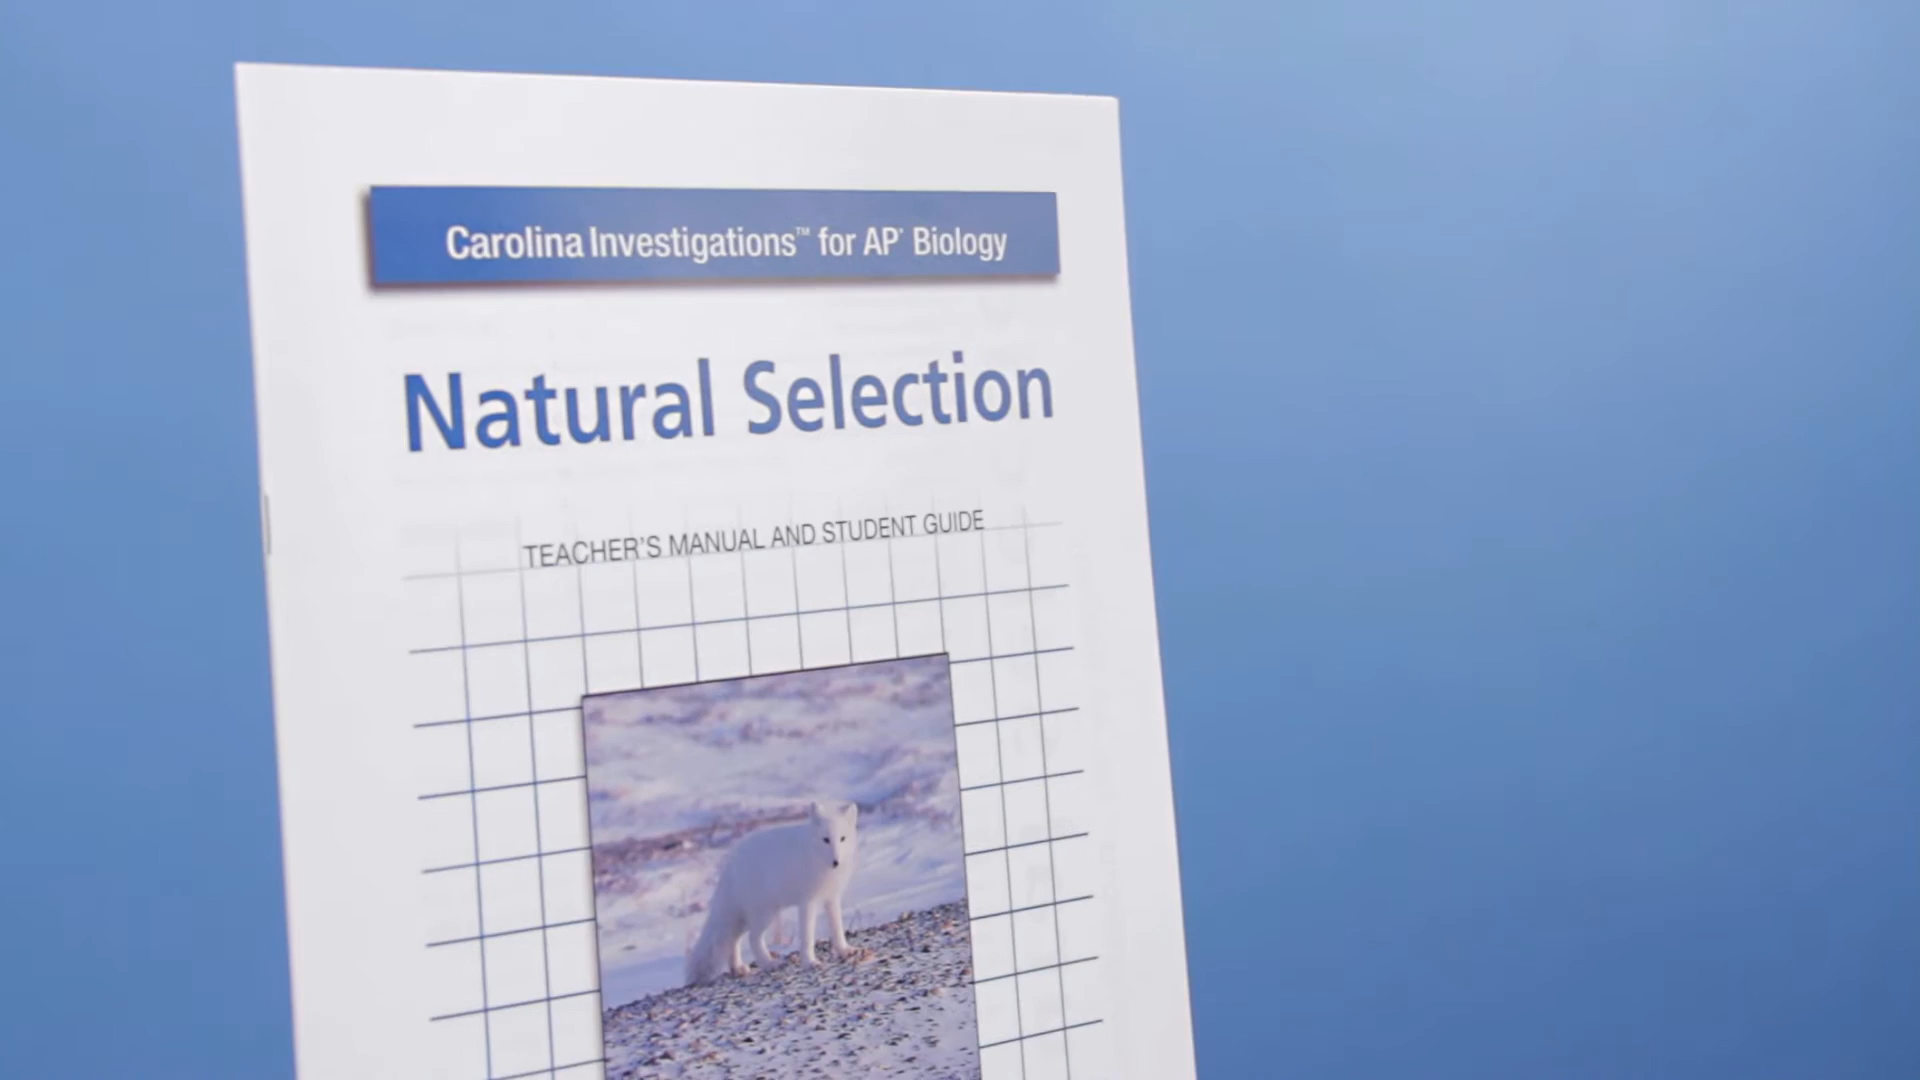 Carolina Investigations™ for AP® Biology
Natural Selection
TEACHER'S MANUAL AND STUDENT GUIDE